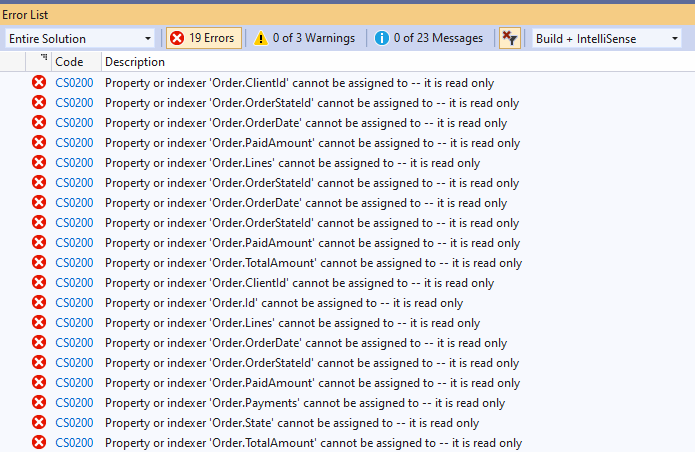 Error List
Entire Solution 19 Errors 0 of 3 Warnings 0 of 23 Messages Build + IntelliSense
Code Description
CS0200 Property or indexer 'Order.ClientId' cannot be assigned to -- it is read only
CS0200 Property or indexer 'Order.OrderStateId' cannot be assigned to -- it is read only
CS0200 Property or indexer 'Order.OrderDate' cannot be assigned to -- it is read only
CS0200 Property or indexer 'Order.PaidAmount' cannot be assigned to -- it is read only
CS0200 Property or indexer 'Order.Lines' cannot be assigned to -- it is read only
CS0200 Property or indexer 'Order.OrderStateId' cannot be assigned to -- it is read only
CS0200 Property or indexer 'Order.OrderDate' cannot be assigned to -- it is read only
CS0200 Property or indexer 'Order.OrderStateId' cannot be assigned to -- it is read only
CS0200 Property or indexer 'Order.PaidAmount' cannot be assigned to -- it is read only
CS0200 Property or indexer 'Order.TotalAmount' cannot be assigned to -- it is read only
CS0200 Property or indexer 'Order.ClientId' cannot be assigned to -- it is read only
CS0200 Property or indexer 'Order.Id' cannot be assigned to -- it is read only
CS0200 Property or indexer 'Order.Lines' cannot be assigned to -- it is read only
CS0200 Property or indexer 'Order.OrderDate' cannot be assigned to -- it is read only
CS0200 Property or indexer 'Order.OrderStateId' cannot be assigned to -- it is read only
CS0200 Property or indexer 'Order.PaidAmount' cannot be assigned to -- it is read only
CS0200 Property or indexer 'Order.Payments' cannot be assigned to -- it is read only
CS0200 Property or indexer 'Order.State' cannot be assigned to -- it is read only
CS0200 Property or indexer 'Order.TotalAmount' cannot be assigned to -- it is read only